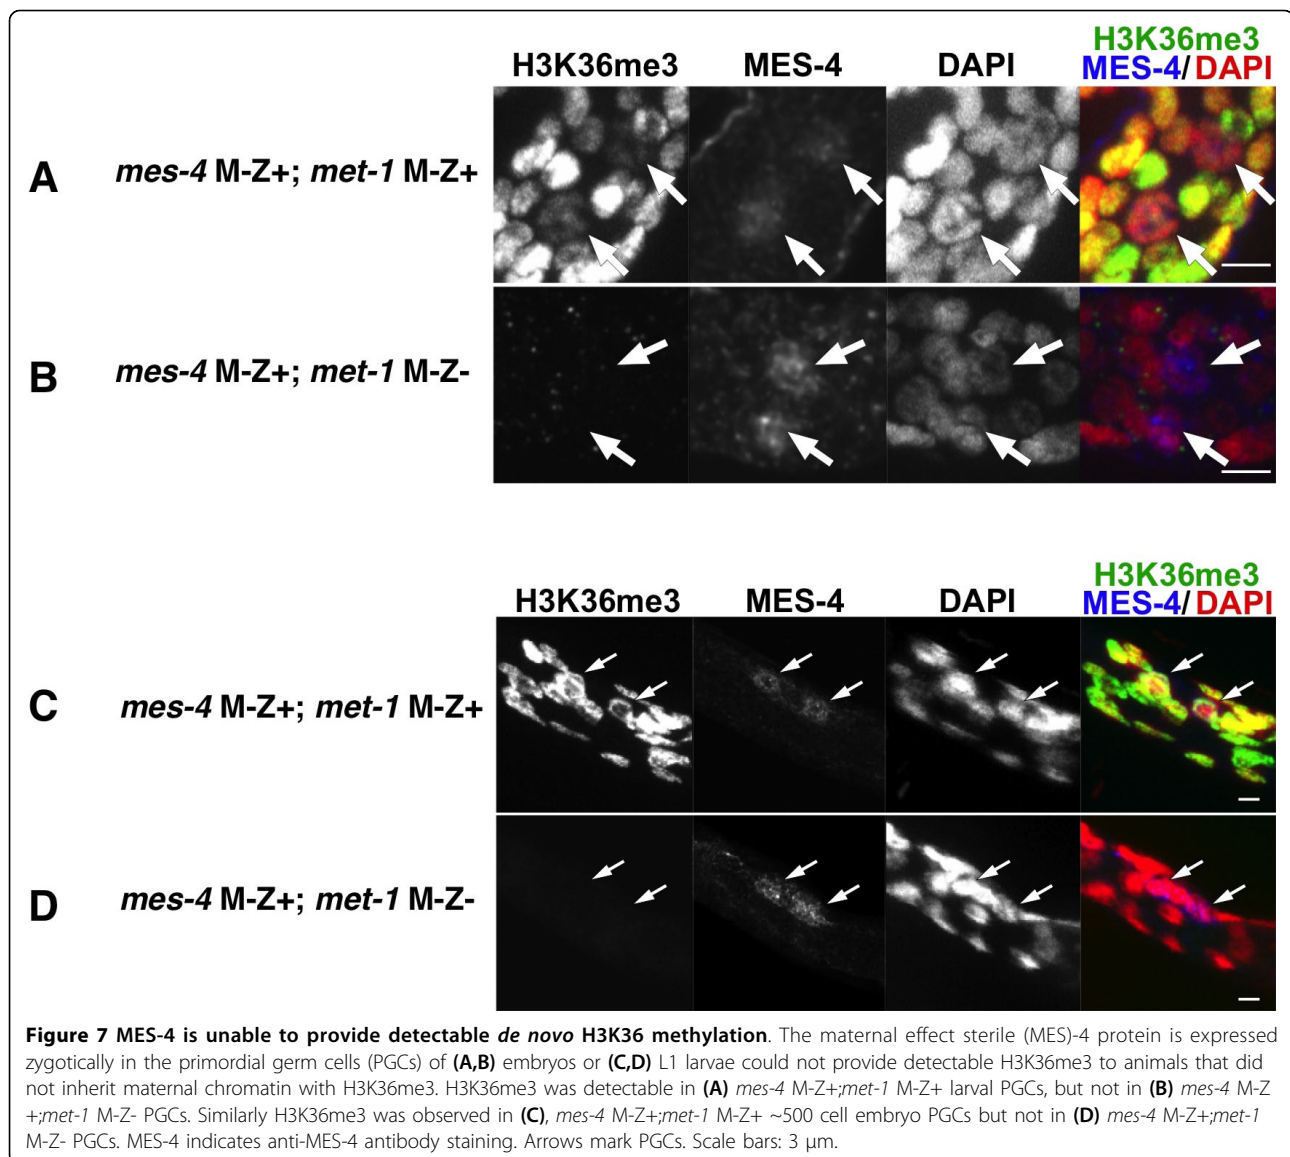 H3K36me3 MES-4 DAPI H3K36me3
MES-4/DAPI
A mes-4 M-Z+; met-1 M-Z+
B mes-4 M-Z+; met-1 M-Z-
H3K36me3 MES-4 DAPI H3K36me3
MES-4/DAPI
C mes-4 M-Z+; met-1 M-Z+
D mes-4 M-Z+; met-1 M-Z-
Figure 7 MES-4 is unable to provide detectable de novo H3K36 methylation. The maternal effect sterile (MES)-4 protein is expressed
zygotically in the primordial germ cells (PGCs) of (A,B) embryos or (C,D) L1 larvae could not provide detectable H3K36me3 to animals that did
not inherit maternal chromatin with H3K36me3. H3K36me3 was detectable in (A) mes-4 M-Z+;met-1 M-Z+ larval PGCs, but not in (B) mes-4 M-Z
+;met-1 M-Z- PGCs. Similarly H3K36me3 was observed in (C), mes-4 M-Z+;met-1 M-Z+ ~500 cell embryo PGCs but not in (D) mes-4 M-Z+;met-1
M-Z- PGCs. MES-4 indicates anti-MES-4 antibody staining. Arrows mark PGCs. Scale bars: 3 μm.